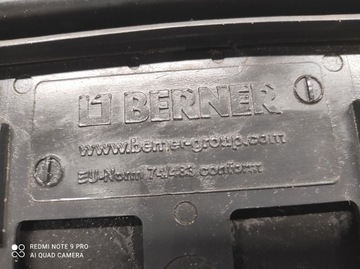 BERNER
www.berner-group.com
EU-Norm 74/483 conform
REDMI NOTE 9 PRO
AI QUAD CAMERA